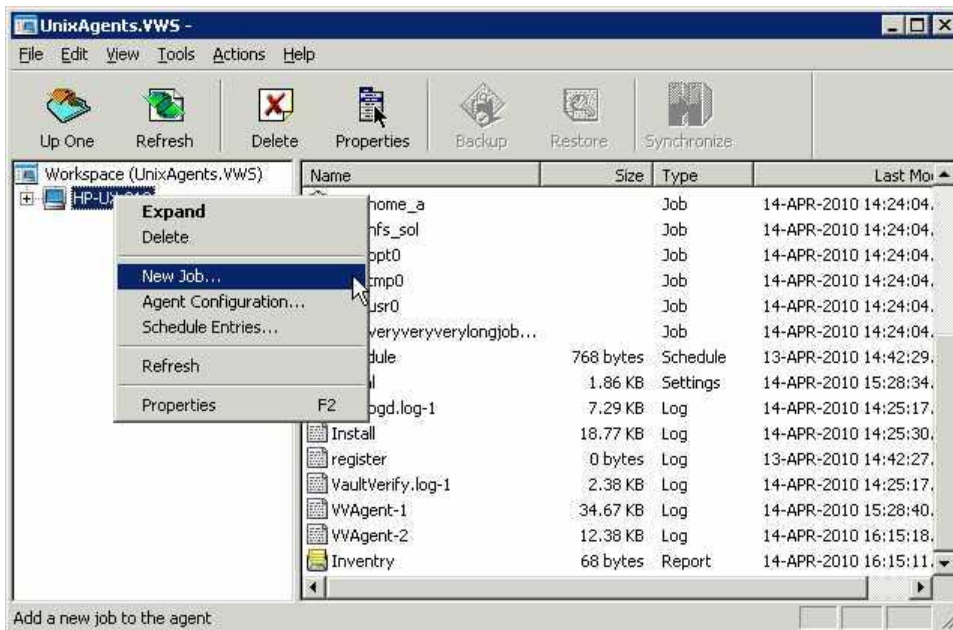 UnixAgents.VWS -
File Edit View Tools Actions Help
Up One Refresh Delete Properties Backup Restore Synchronize
Workspace (UnixAgents.VWS)
Name Size Type Last Mo
HP-U
Expand
Delete
New Job...
Agent Configuration...
Schedule Entries...
Refresh
Properties F2
home_a Job 14-APR-2010 14:24:04.
nfs_sol Job 14-APR-2010 14:24:04.
opt0 Job 14-APR-2010 14:24:04.
tmp0 Job 14-APR-2010 14:24:04.
usr0 Job 14-APR-2010 14:24:04.
veryveryverylongjob... Job 14-APR-2010 14:24:04.
dule 768 bytes Schedule 13-APR-2010 14:42:29.
l 1.86 KB Settings 14-APR-2010 15:28:34.
ogd.log-1 7.29 KB Log 14-APR-2010 14:25:17.
Install 18.77 KB Log 14-APR-2010 14:25:30.
register 0 bytes Log 13-APR-2010 14:42:27.
VaultVerify.log-1 2.38 KB Log 14-APR-2010 14:25:17.
VVAgent-1 34.67 KB Log 14-APR-2010 15:28:40.
VVAgent-2 12.38 KB Log 14-APR-2010 16:15:18.
Inventry 68 bytes Report 14-APR-2010 16:15:11.
Add a new job to the agent